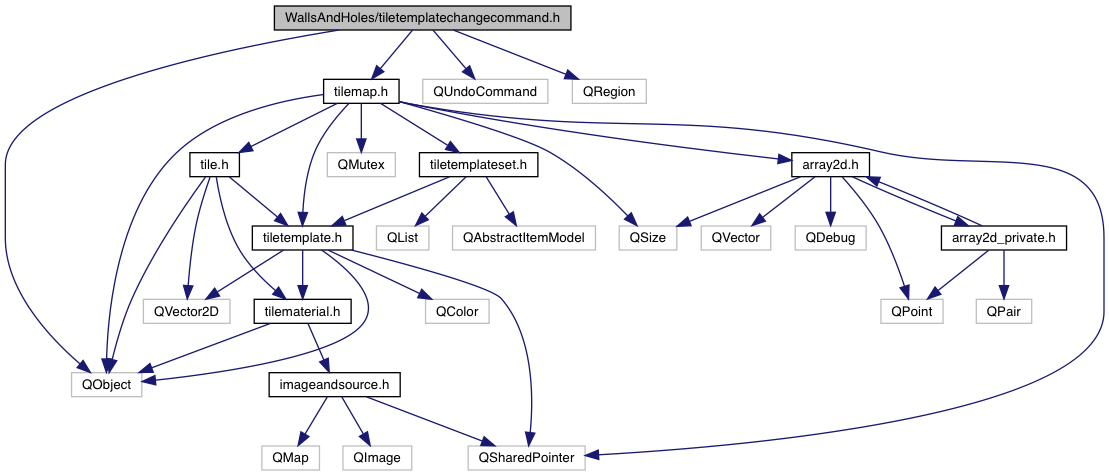 WallsAndHoles/tiletemplatechangecommand.h
tilemap.h
QUndoCommand
QRegion
tile.h
QMutex
tiletemplateset.h
array2d.h
tiletemplate.h
QList
QAbstractItemModel
QSize
QVector
QDebug
array2d_private.h
QVector2D
tilematerial.h
QColor
QPoint
QPair
QObject
imageandsource.h
QMap
QImage
QSharedPointer